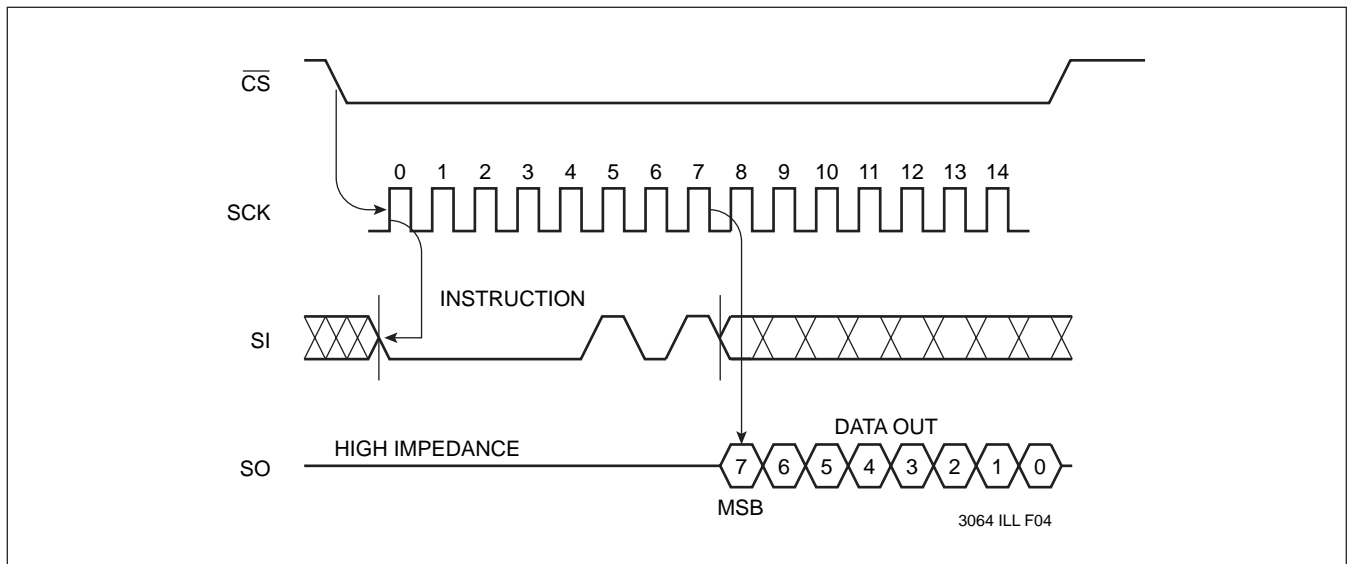 CS
0 1 2 3 4 5 6 7 8 9 10 11 12 13 14
SCK
INSTRUCTION
SI
DATA OUT
HIGH IMPEDANCE
SO
7 6 5 4 3 2 1 0
MSB
3064 ILL F04